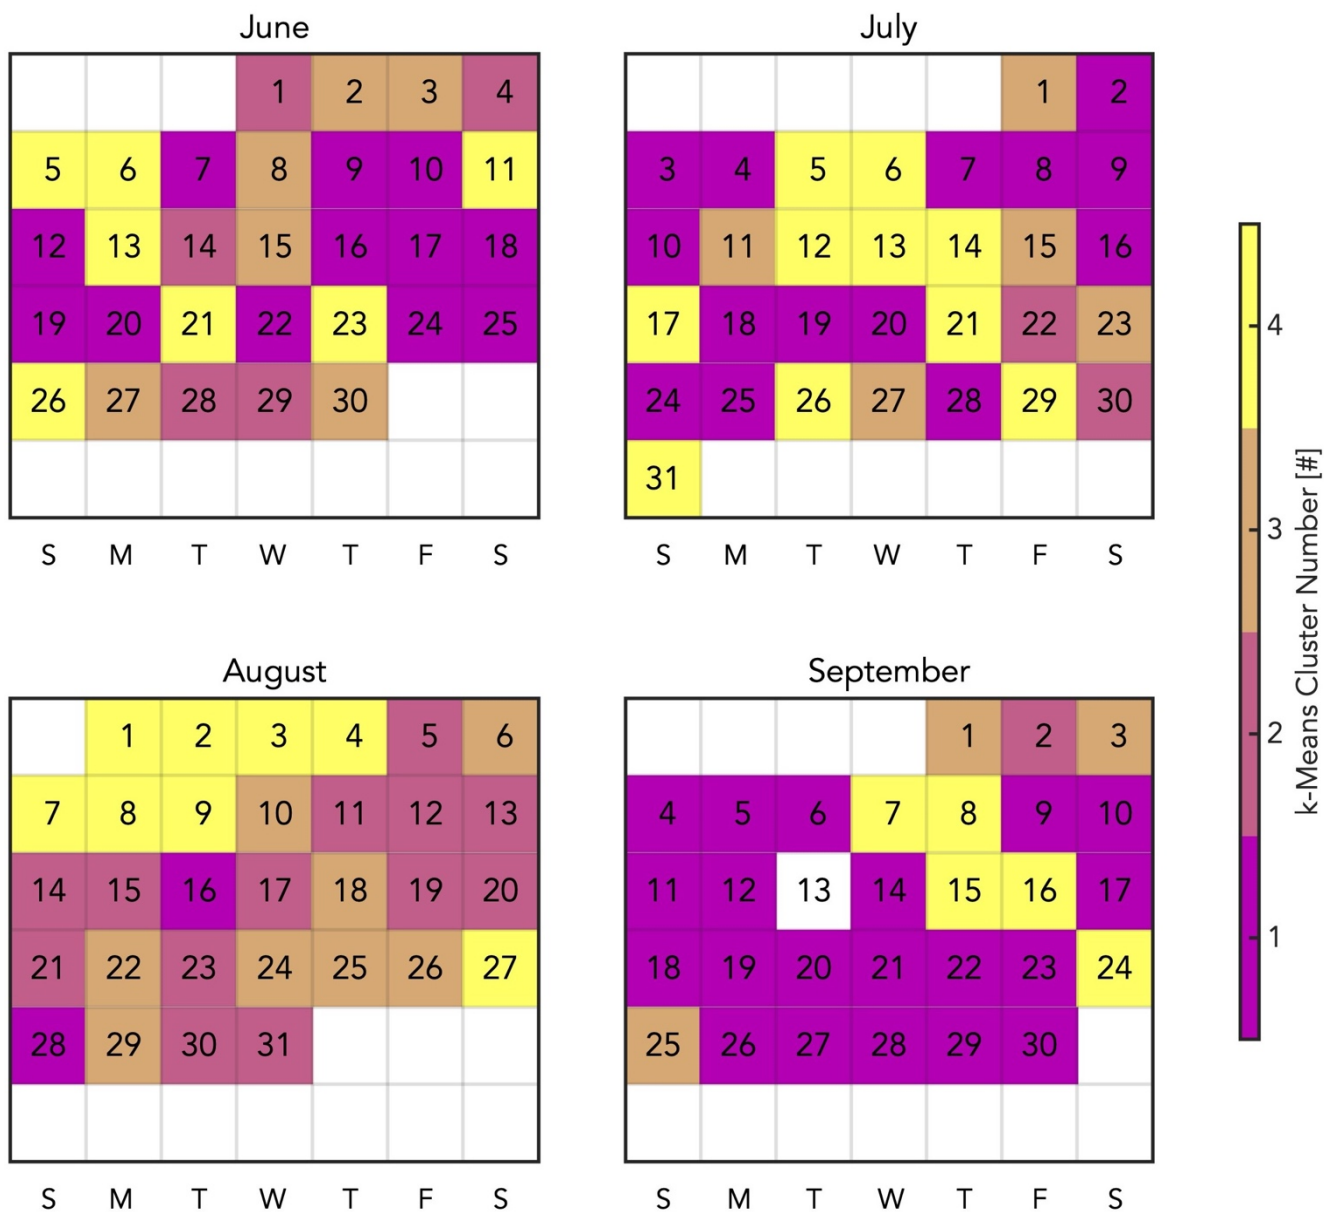 June
1 2 3 4
5 6 7 8 9 10 11
12 13 14 15 16 17 18
19 20 21 22 23 24 25
26 27 28 29 30
S M T W T F S
July
1 2
3 4 5 6 7 8 9
10 11 12 13 14 15 16
17 18 19 20 21 22 23
24 25 26 27 28 29 30
31
S M T W T F S
August
1 2 3 4 5 6
7 8 9 10 11 12 13
14 15 16 17 18 19 20
21 22 23 24 25 26 27
28 29 30 31
S M T W T F S
September
1 2 3
4 5 6 7 8 9 10
11 12 13 14 15 16 17
18 19 20 21 22 23 24
25 26 27 28 29 30
S M T W T F S
4
3
2
1
k-Means Cluster Number [#]